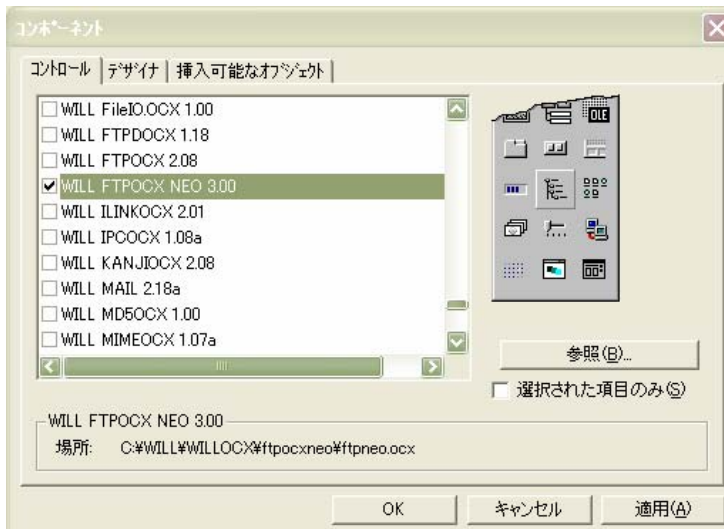 コンポーネント
コントロール デザイナ 挿入可能なオブジェクト
WILL FileIO.OCX 1.00
WILL FTPDOCX 1.18
WILL FTPOCX 2.08
WILL FTPOCX NEO 3.00
WILL ILINKOCX 2.01
WILL IPCOCX 1.08a
WILL KANJIOCX 2.08
WILL MAIL 2.18a
WILL MD5OCX 1.00
WILL MIMEOCX 1.07a
OLE
参照(B)...
選択された項目のみ(S)
WILL FTPOCX NEO 3.00
場所: C:¥WILL¥WILLOCX¥ftpocxneo¥ftpneo.ocx
OK キャンセル 適用(A)